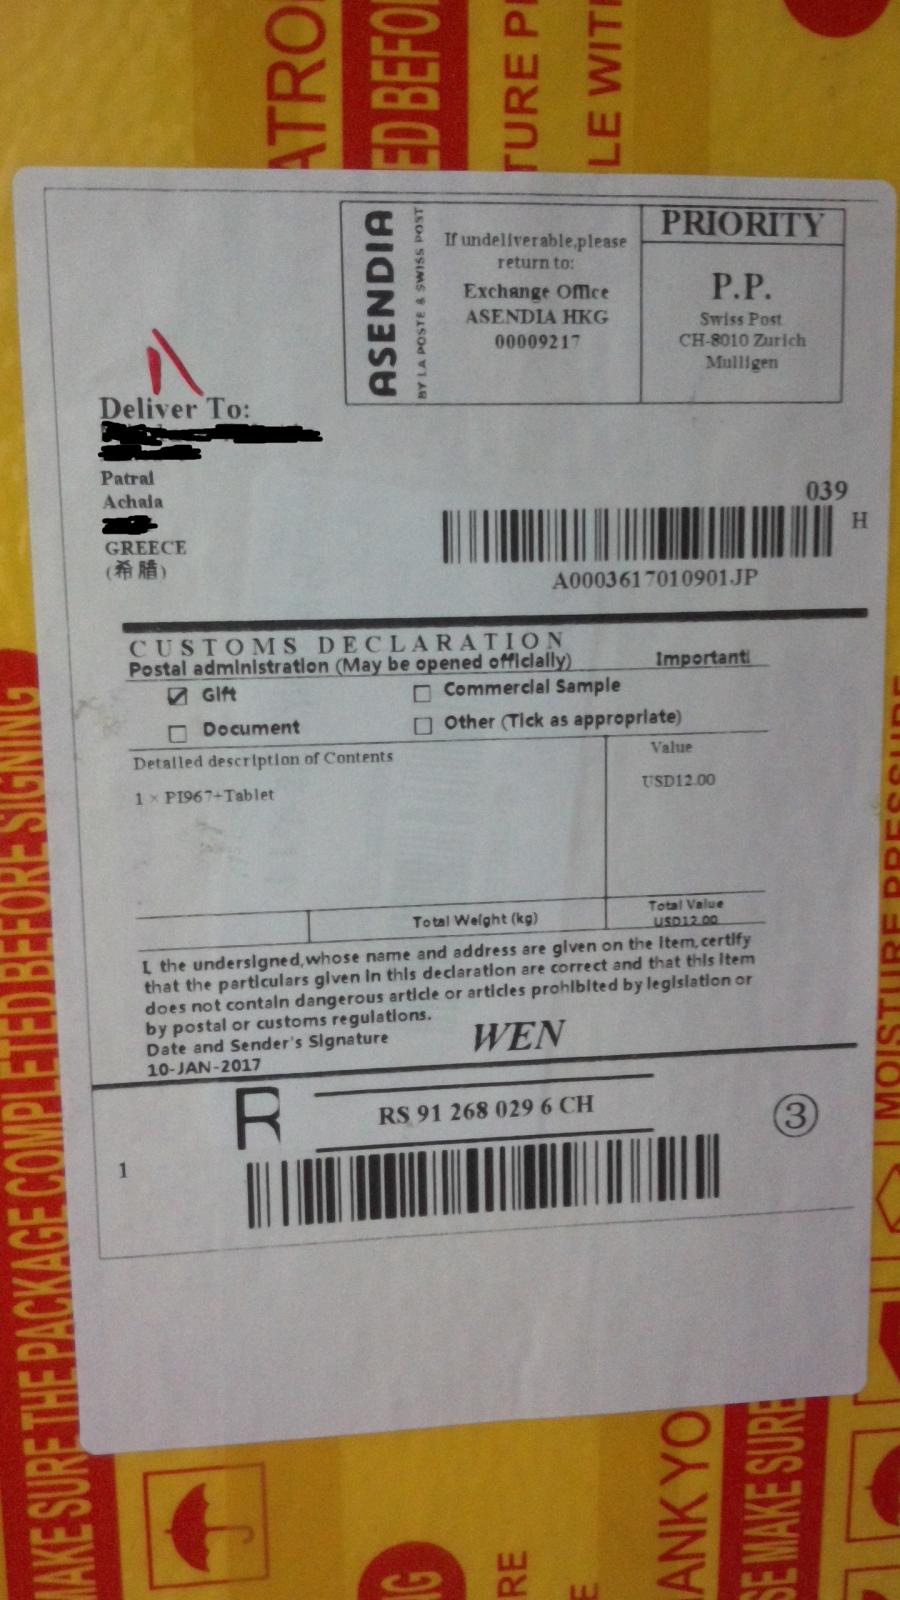 ATRO
ED BEFO
TURE P
LE WIT
ASENDIA
BY LA POSTE & SWISS POST
If undeliverable,please
return to:
Exchange Office
ASENDIA HKG
00009217
PRIORITY
P.P.
Swiss Post
CH-8010 Zurich
Mulligen
Deliver To:
Patrai
Achaia
GREECE
(希腊)
039
H
A0003617010901JP
CUSTOMS DECLARATION
Postal administration (May be opened officially) Important!
Gift Commercial Sample
Document Other (Tick as appropriate)
Detailed description of Contents Value
1 × PI967+Tablet USD12.00
Total Weight (kg) Total Value
USD12.00
I, the undersigned,whose name and address are given on the item,certify
that the particulars given in this declaration are correct and that this item
does not contain dangerous article or articles prohibited by legislation or
by postal or customs regulations.
Date and Sender's Signature WEN
10-JAN-2017
R RS 91 268 029 6 CH 3
1
MAKE SURE THE PACKAGE COMPLETED BEFORE SIGNING
MOISTURE PRESSURE
NG
RE
E
ANK YO
SE MAKE SURE